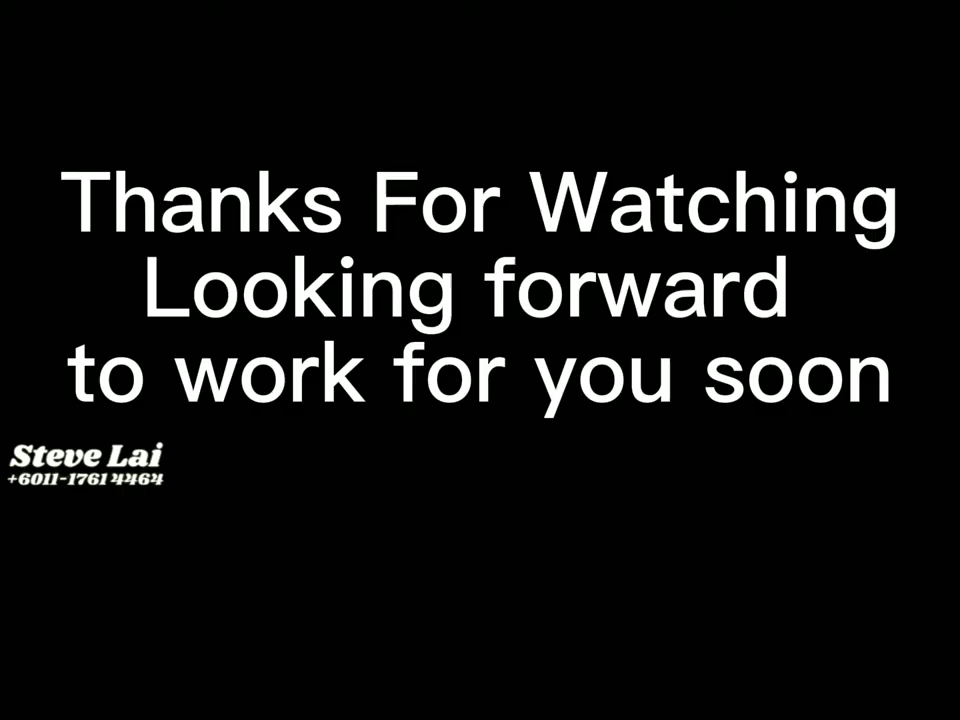 Thanks For Watching
Looking forward
to work for you soon
Steve Lai
+6011-1761 4464